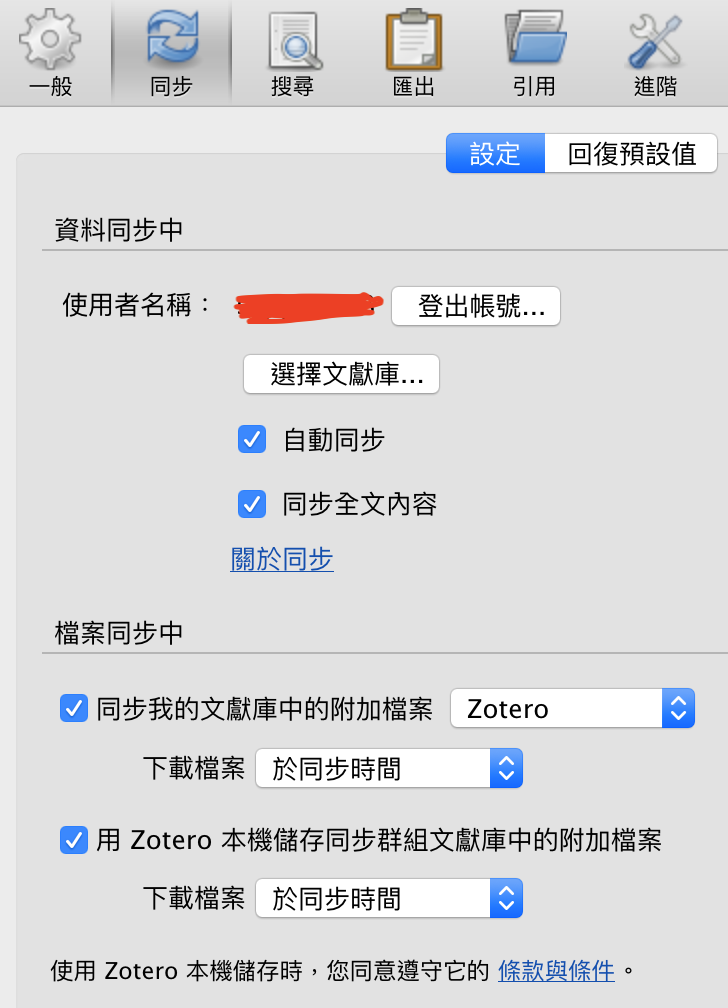 一般 同步 搜尋 匯出 引用 進階
設定 回復預設值
資料同步中
使用者名稱： 登出帳號...
選擇文獻庫...
自動同步
同步全文內容
關於同步
檔案同步中
同步我的文獻庫中的附加檔案 Zotero
下載檔案 於同步時間
用 Zotero 本機儲存同步群組文獻庫中的附加檔案
下載檔案 於同步時間
使用 Zotero 本機儲存時，您同意遵守它的 條款與條件 。